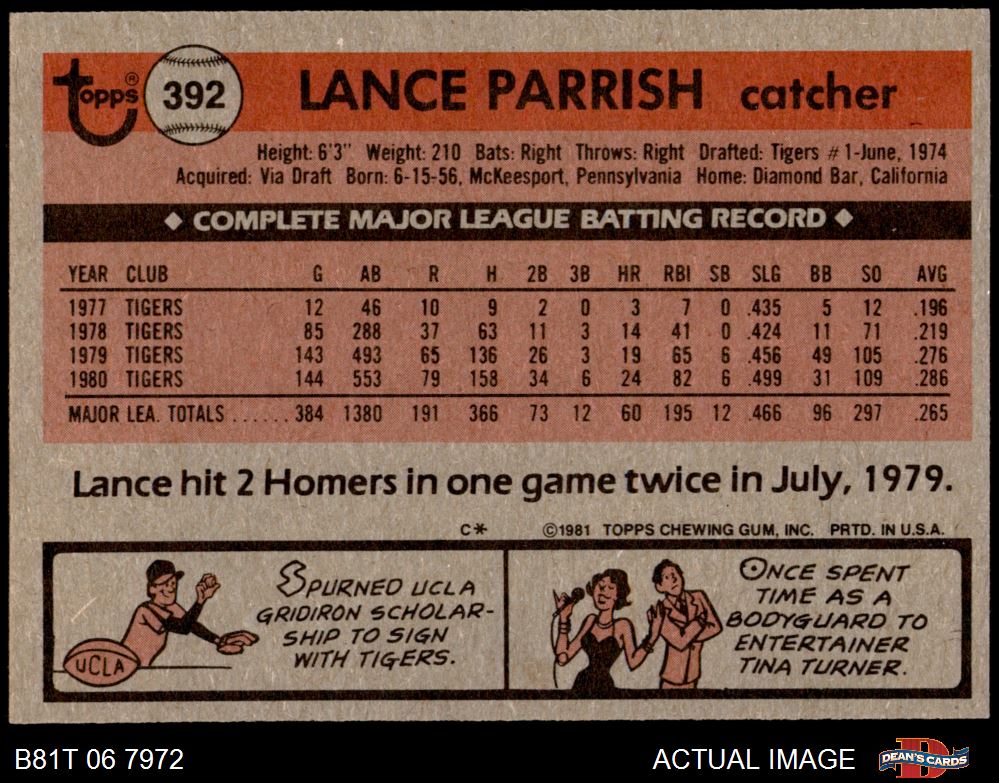 Topps ® 392 LANCE PARRISH catcher
Height: 6'3" Weight: 210 Bats: Right Throws: Right Drafted: Tigers #1-June, 1974
Acquired: Via Draft Born: 6-15-56, McKeesport, Pennsylvania Home: Diamond Bar, California
◆ COMPLETE MAJOR LEAGUE BATTING RECORD ◆
YEAR CLUB G AB R H 2B 3B HR RBI SB SLG BB SO AVG
1977 TIGERS 12 46 10 9 2 0 3 7 0 .435 5 12 .196
1978 TIGERS 85 288 37 63 11 3 14 41 0 .424 11 71 .219
1979 TIGERS 143 493 65 136 26 3 19 65 6 .456 49 105 .276
1980 TIGERS 144 553 79 158 34 6 24 82 6 .499 31 109 .286
MAJOR LEA. TOTALS ...... 384 1380 191 366 73 12 60 195 12 .466 96 297 .265
Lance hit 2 Homers in one game twice in July, 1979.
C* ©1981 TOPPS CHEWING GUM, INC. PRTD. IN U.S.A.
SPURNED UCLA
GRIDIRON SCHOLAR-
SHIP TO SIGN
WITH TIGERS.
UCLA
ONCE SPENT
TIME AS A
BODYGUARD TO
ENTERTAINER
TINA TURNER.
B81T 06 7972 ACTUAL IMAGE DEAN'S CARDS